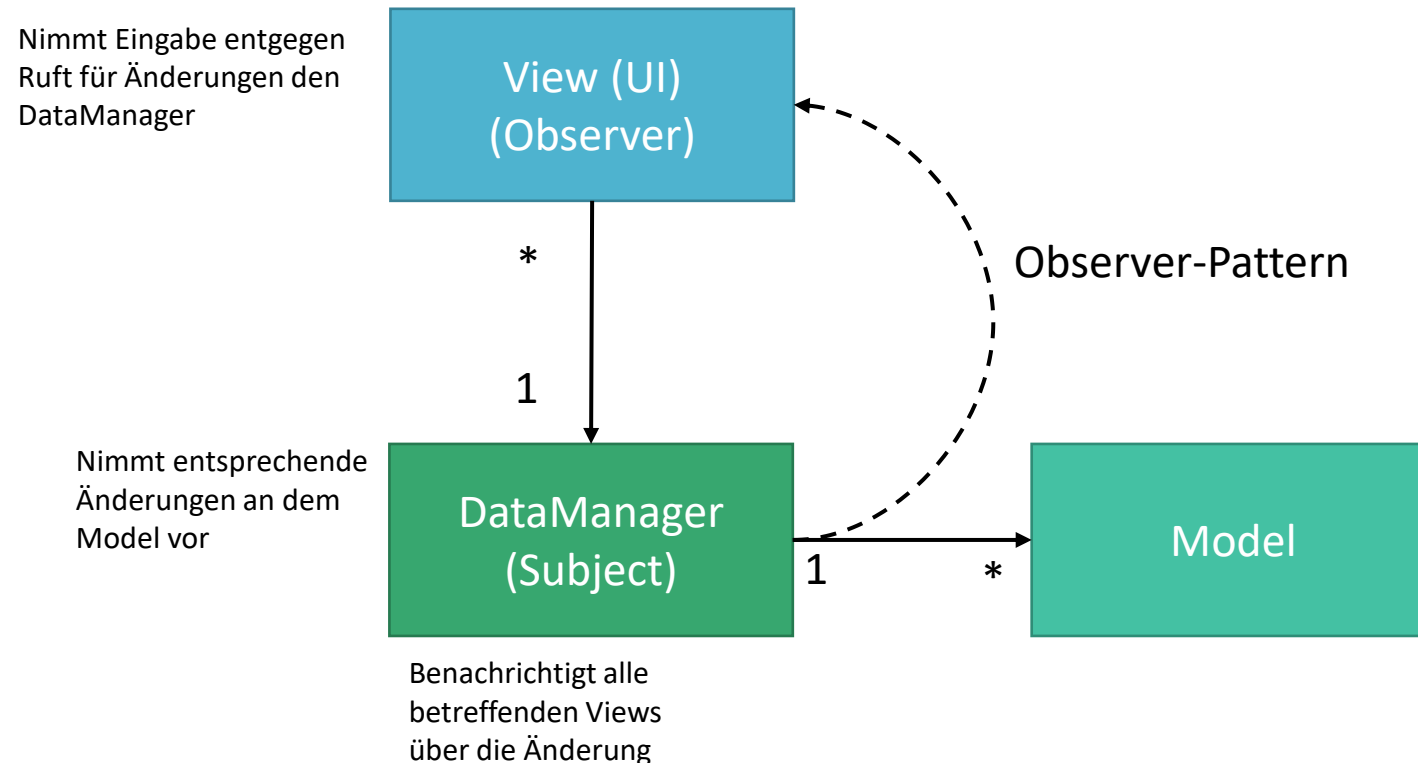 Nimmt Eingabe entgegen
Ruft für Änderungen den
DataManager
View (UI)
(Observer)
*
Observer-Pattern
1
Nimmt entsprechende
Änderungen an dem
Model vor
DataManager
(Subject)
1
*
Model
Benachrichtigt alle
betreffenden Views
über die Änderung